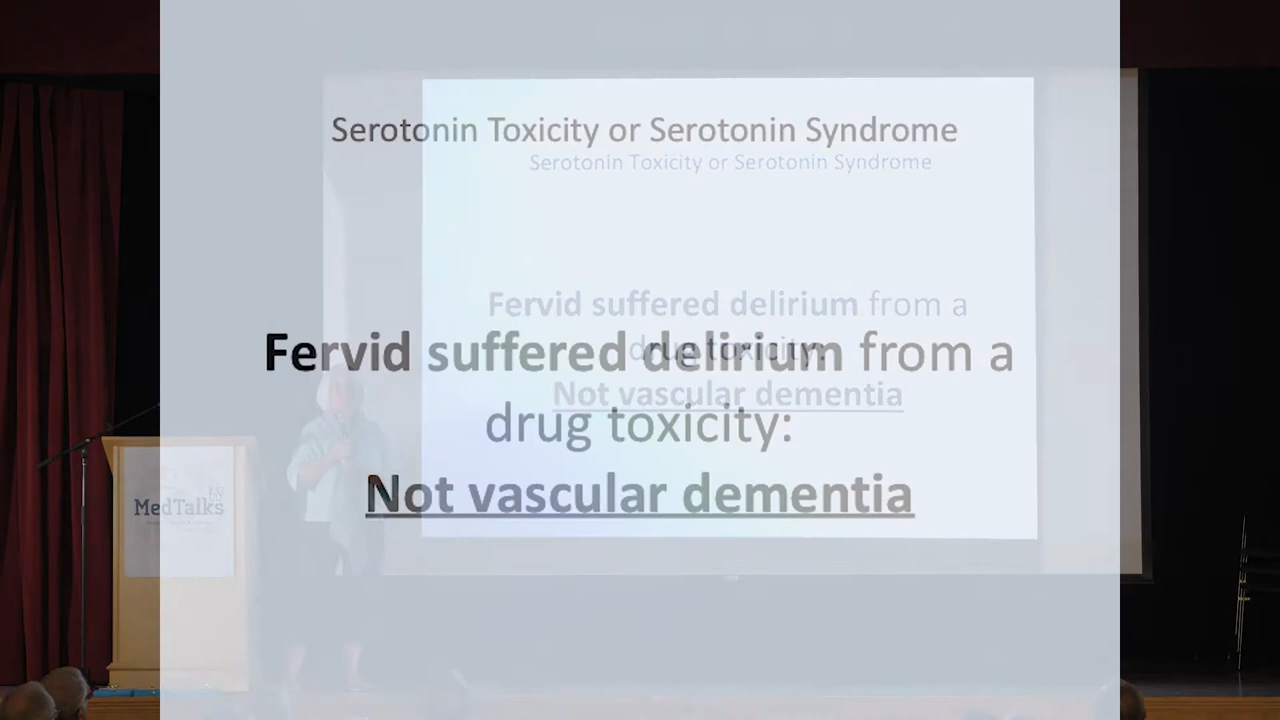 Serotonin Toxicity or Serotonin Syndrome
Serotonin Toxicity or Serotonin Syndrome
Fervid suffered delirium from a
drug toxicity:
Not vascular dementia
Fervid suffered delirium from a
drug toxicity:
Not vascular dementia
MedTalks